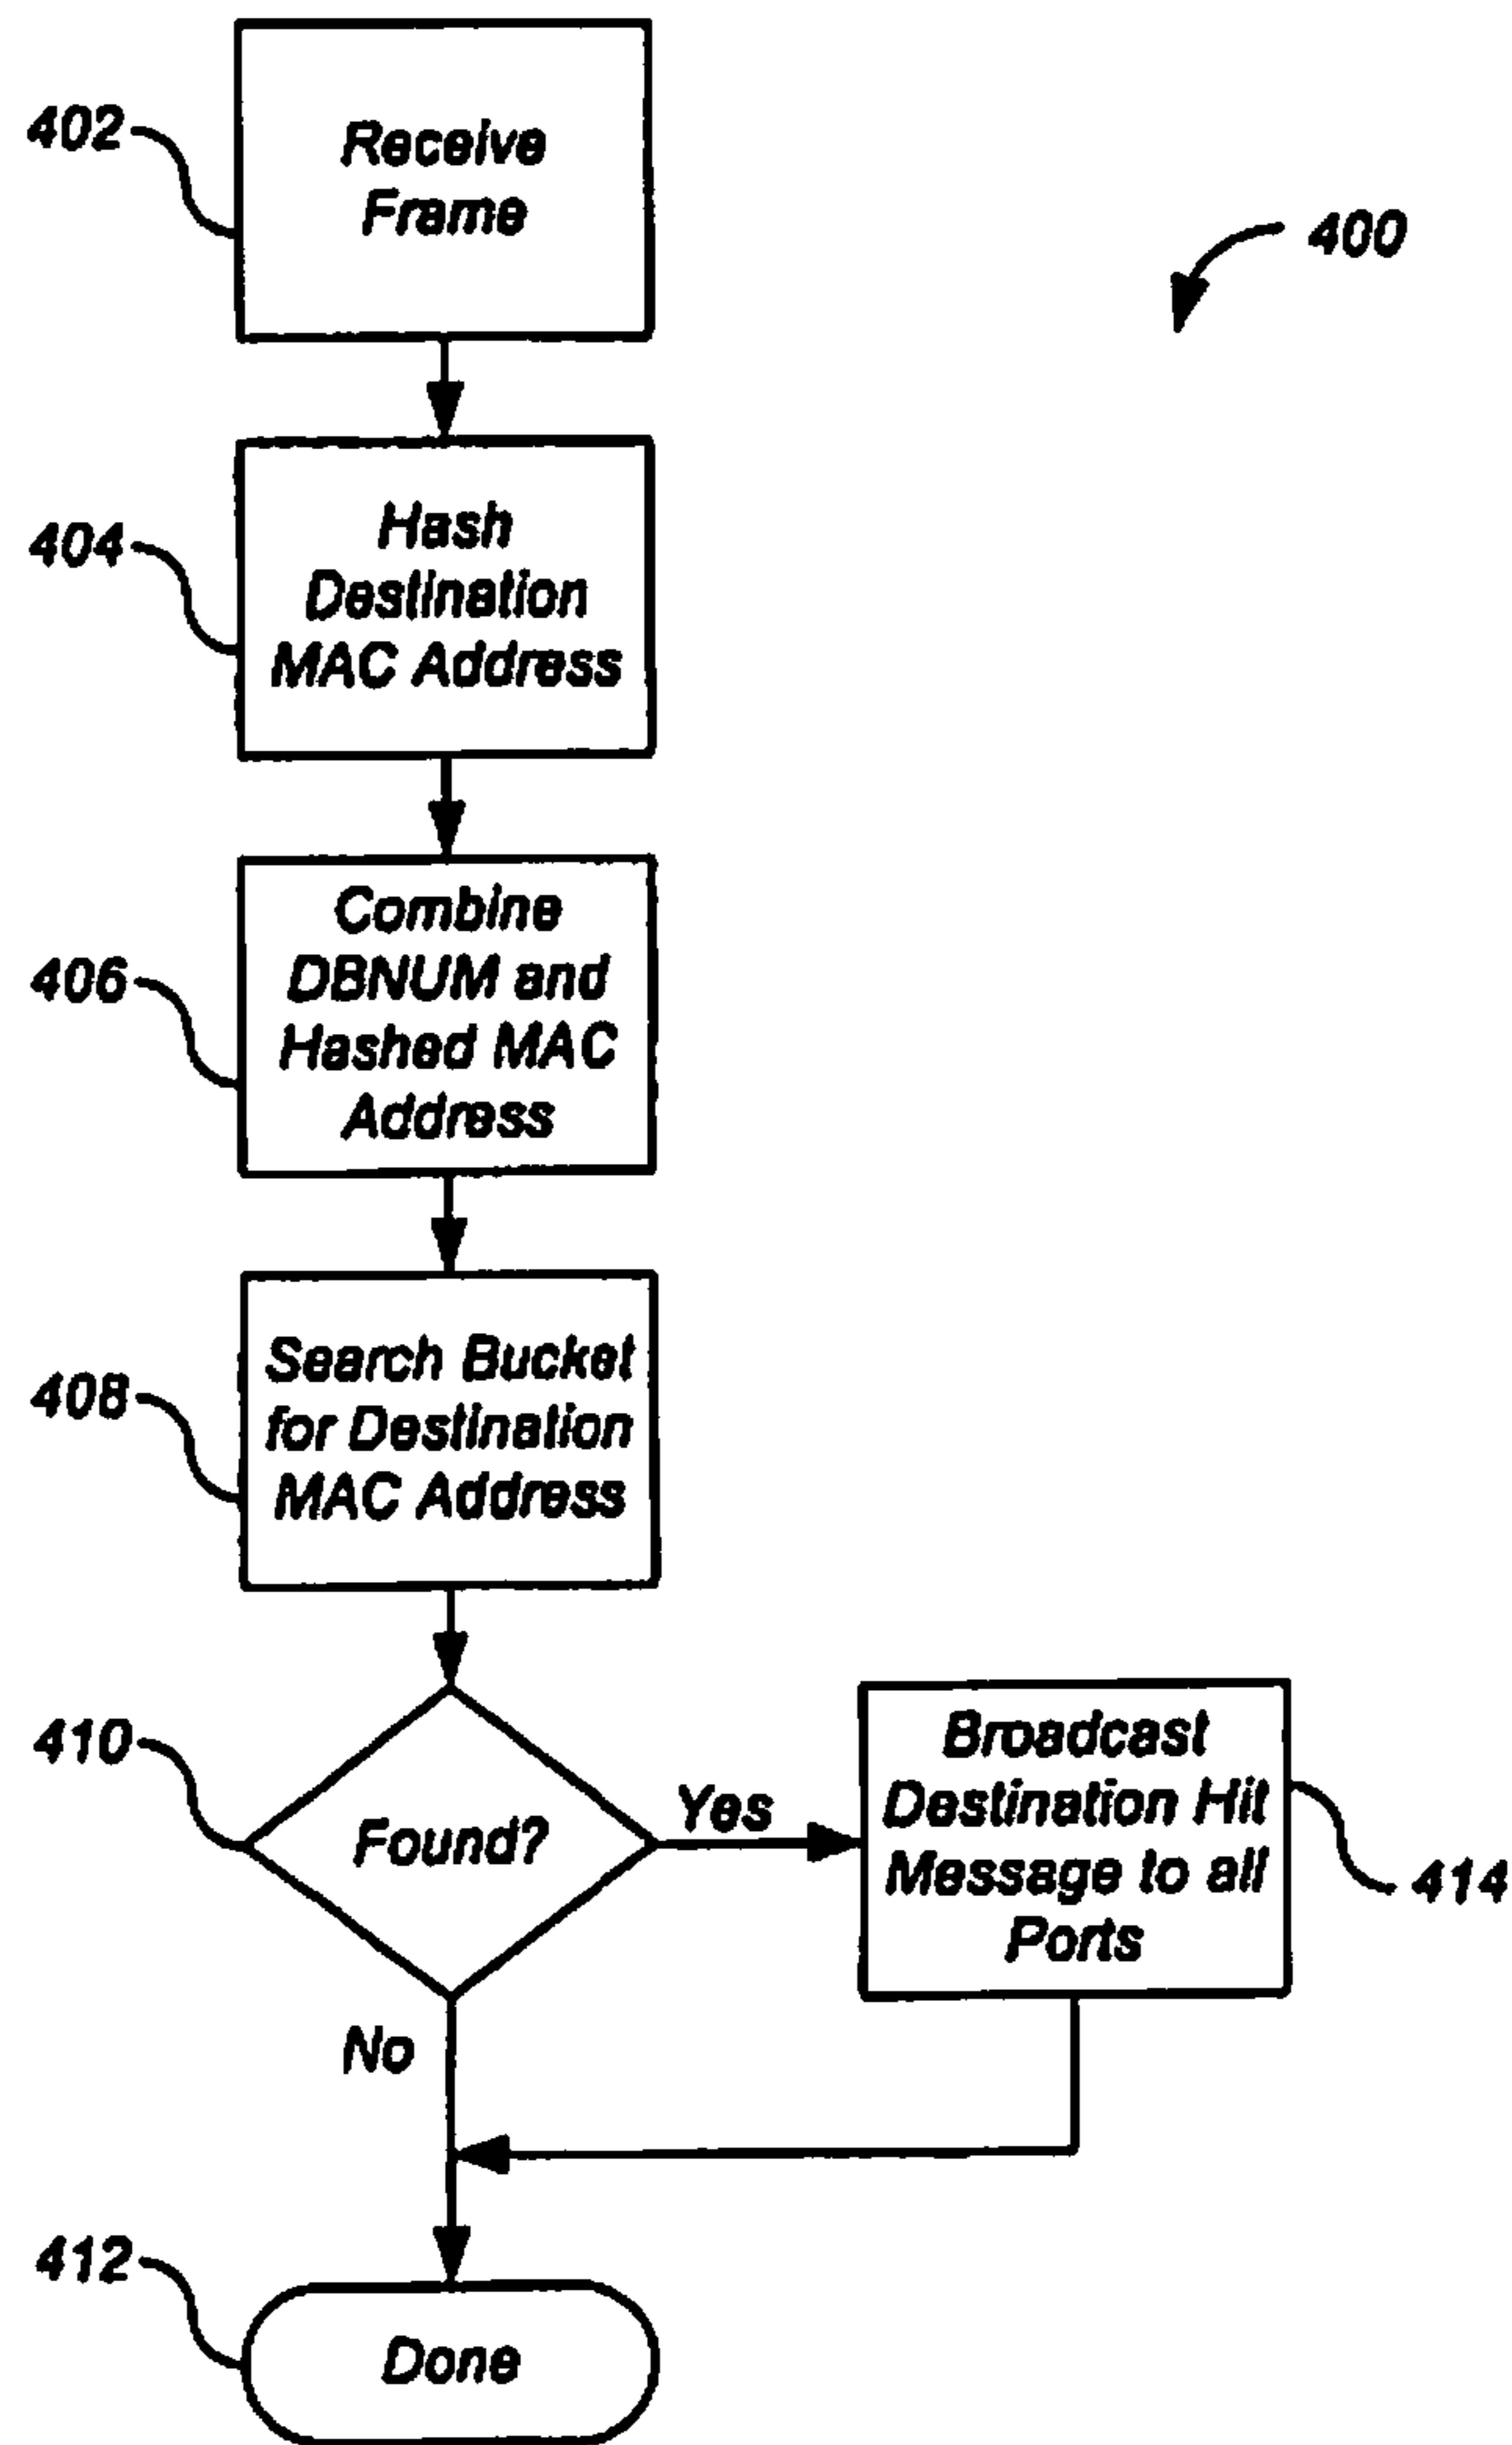 402
Receive
Frame
400
404
Hash
Destination
MAC Address
406
Combine
DBNUM and
Hashed MAC
Address
408
Search Bucket
for Destination
MAC Address
410
Found?
Yes
Broadcast
Destination Hit
Message to all
Ports
414
No
412
Done